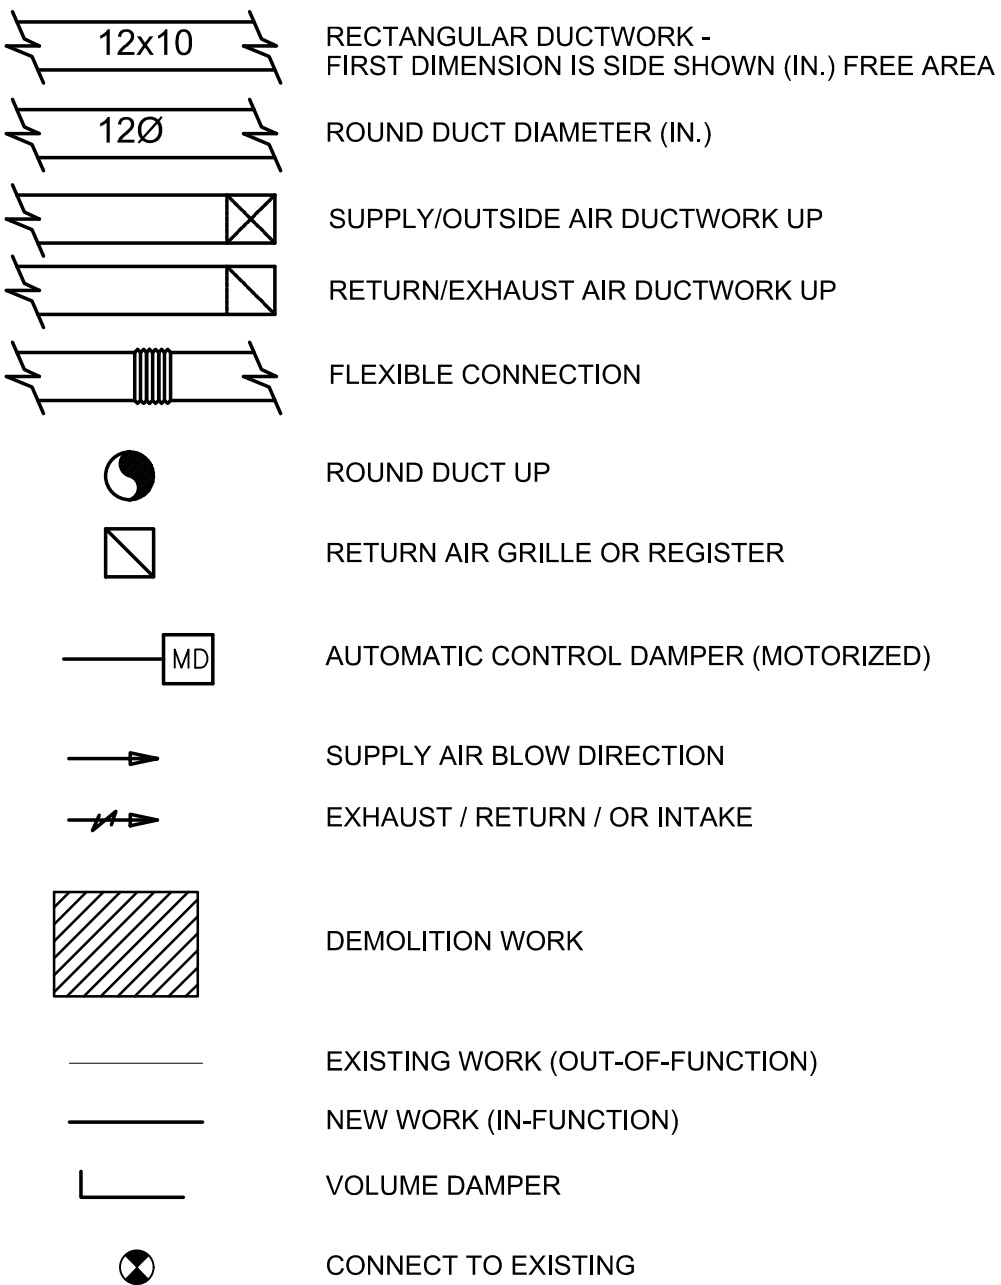 12x10
RECTANGULAR DUCTWORK -
FIRST DIMENSION IS SIDE SHOWN (IN.) FREE AREA
12Ø
ROUND DUCT DIAMETER (IN.)
SUPPLY/OUTSIDE AIR DUCTWORK UP
RETURN/EXHAUST AIR DUCTWORK UP
FLEXIBLE CONNECTION
ROUND DUCT UP
RETURN AIR GRILLE OR REGISTER
MD
AUTOMATIC CONTROL DAMPER (MOTORIZED)
SUPPLY AIR BLOW DIRECTION
EXHAUST / RETURN / OR INTAKE
DEMOLITION WORK
EXISTING WORK (OUT-OF-FUNCTION)
NEW WORK (IN-FUNCTION)
VOLUME DAMPER
CONNECT TO EXISTING